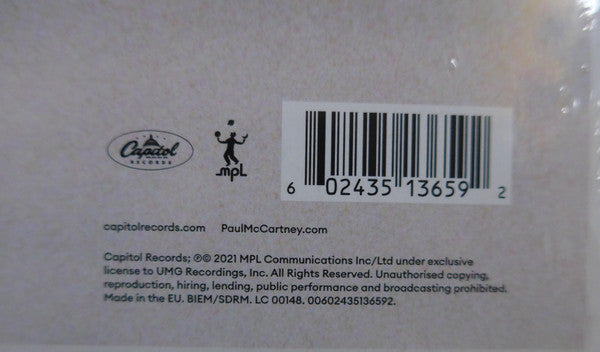 Capitol
RECORDS
mpL
6 02435 13659 2
capitolrecords.com PaulMcCartney.com
Capitol Records; ℗© 2021 MPL Communications Inc/Ltd under exclusive
license to UMG Recordings, Inc. All Rights Reserved. Unauthorised copying,
reproduction, hiring, lending, public performance and broadcasting prohibited.
Made in the EU. BIEM/SDRM. LC 00148. 00602435136592.